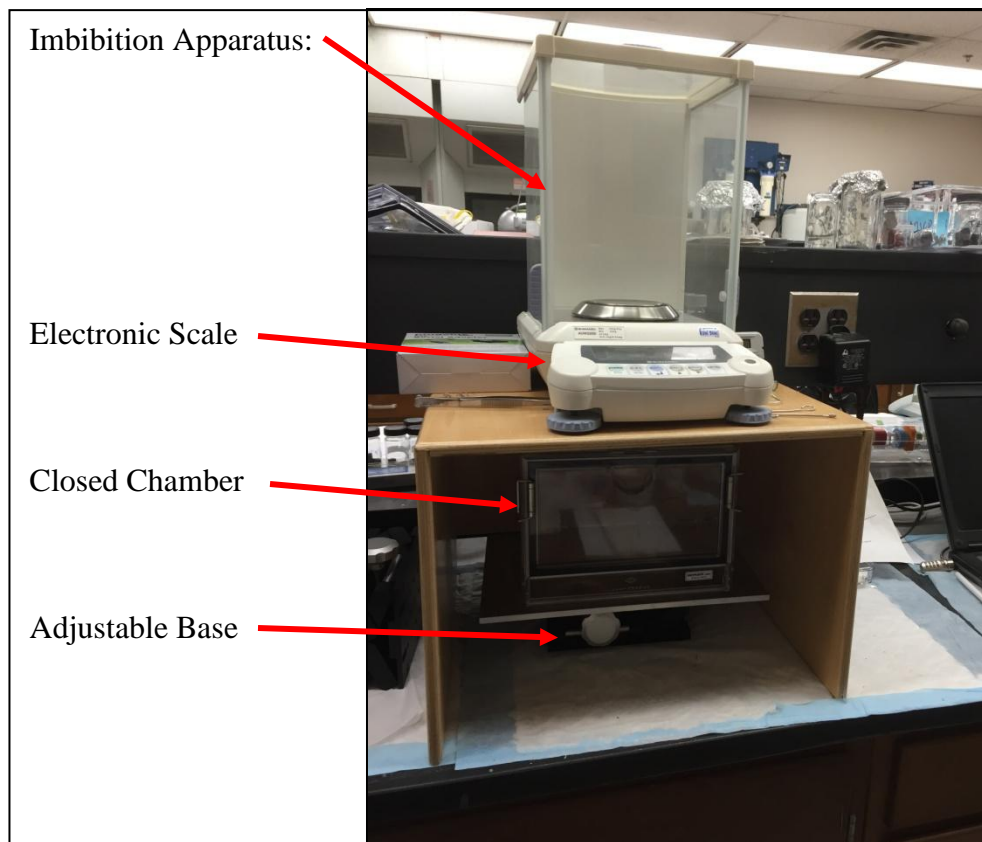 Imbibition Apparatus:
Electronic Scale
Closed Chamber
Adjustable Base